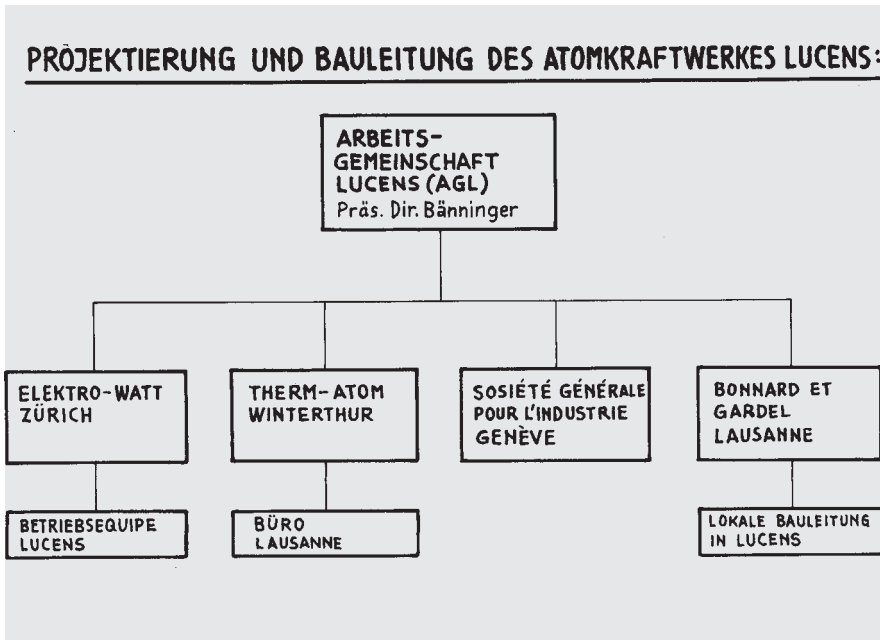 PROJEKTIERUNG UND BAULEITUNG DES ATOMKRAFTWERKES LUCENS:
ARBEITS-
GEMEINSCHAFT
LUCENS (AGL)
Präs. Dir. Bänninger
ELEKTRO-WATT
ZÜRICH
THERM-ATOM
WINTERTHUR
SOSIÉTÉ GÉNÉRALE
POUR L'INDUSTRIE
GENÈVE
BONNARD ET
GARDEL
LAUSANNE
BETRIEBSEQUIPE
LUCENS
BÜRO
LAUSANNE
LOKALE BAULEITUNG
IN LUCENS